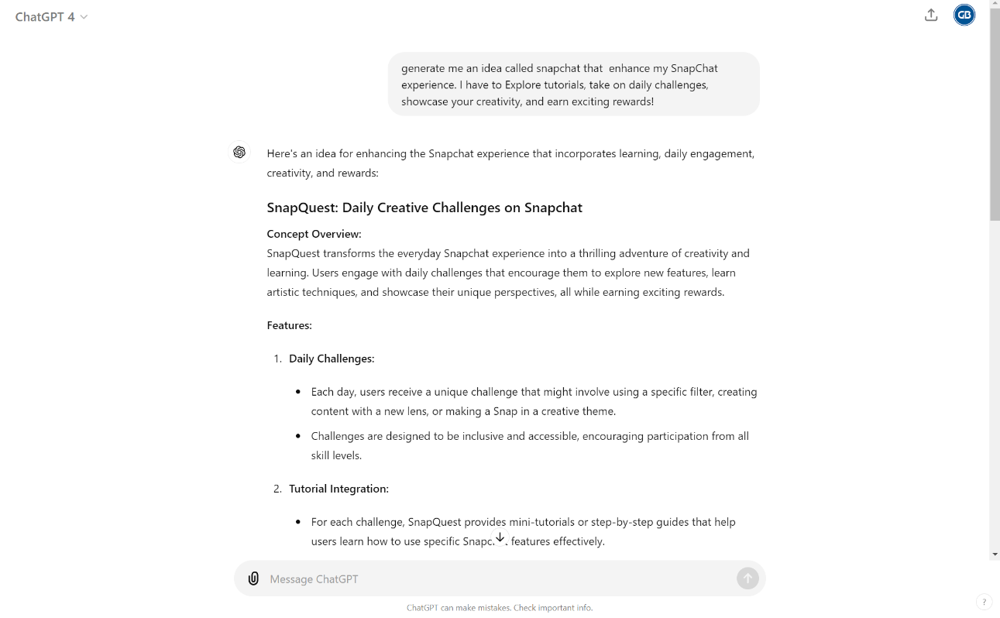 ChatGPT 4
GB
generate me an idea called snapchat that  enhance my SnapChat
experience. I have to Explore tutorials, take on daily challenges,
showcase your creativity, and earn exciting rewards!
Here's an idea for enhancing the Snapchat experience that incorporates learning, daily engagement,
creativity, and rewards:
SnapQuest: Daily Creative Challenges on Snapchat
Concept Overview:
SnapQuest transforms the everyday Snapchat experience into a thrilling adventure of creativity and
learning. Users engage with daily challenges that encourage them to explore new features, learn
artistic techniques, and showcase their unique perspectives, all while earning exciting rewards.
Features:
1. Daily Challenges:
• Each day, users receive a unique challenge that might involve using a specific filter, creating
content with a new lens, or making a Snap in a creative theme.
• Challenges are designed to be inclusive and accessible, encouraging participation from all
skill levels.
2. Tutorial Integration:
• For each challenge, SnapQuest provides mini-tutorials or step-by-step guides that help
users learn how to use specific Snapchat features effectively.
Message ChatGPT
ChatGPT can make mistakes. Check important info.
?